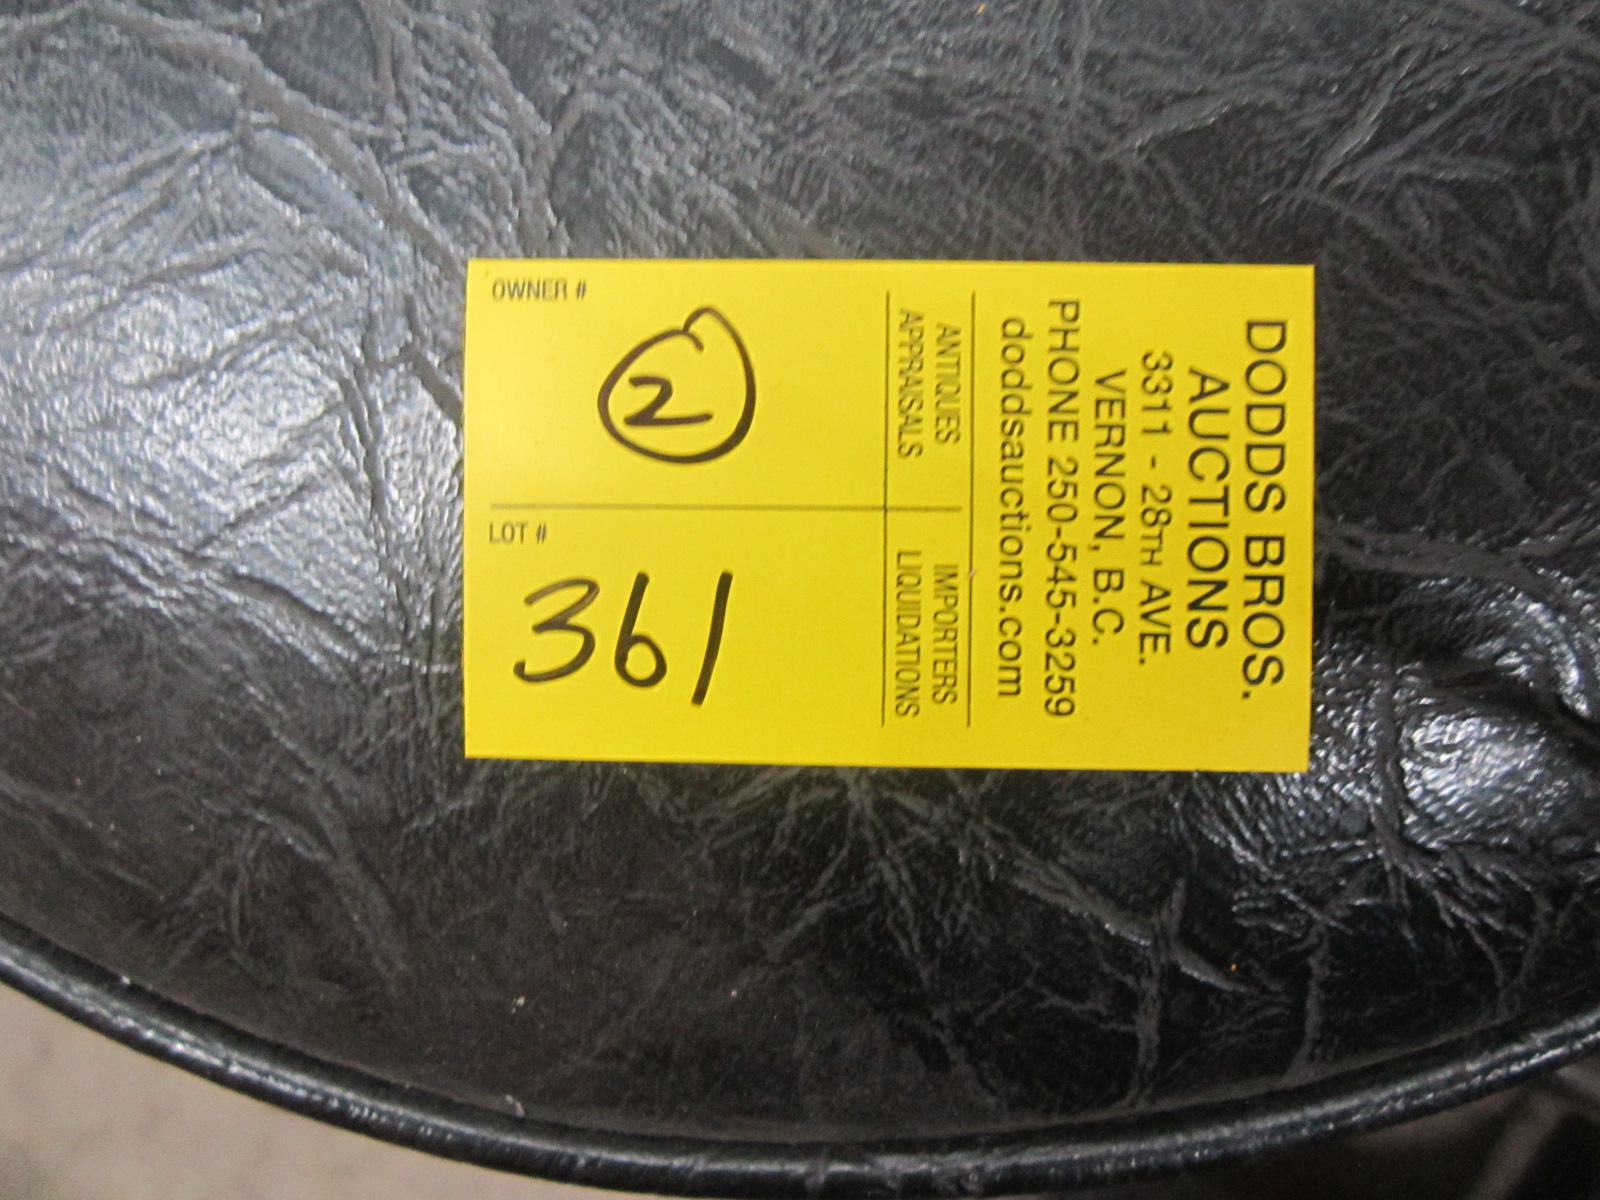 DODDS BROS.
AUCTIONS
3311 - 28TH AVE.
VERNON, B.C.
PHONE 250-545-3259
doddsauctions.com
ANTIQUES IMPORTERS
APPRAISALS LIQUIDATIONS
361
OWNER # LOT #